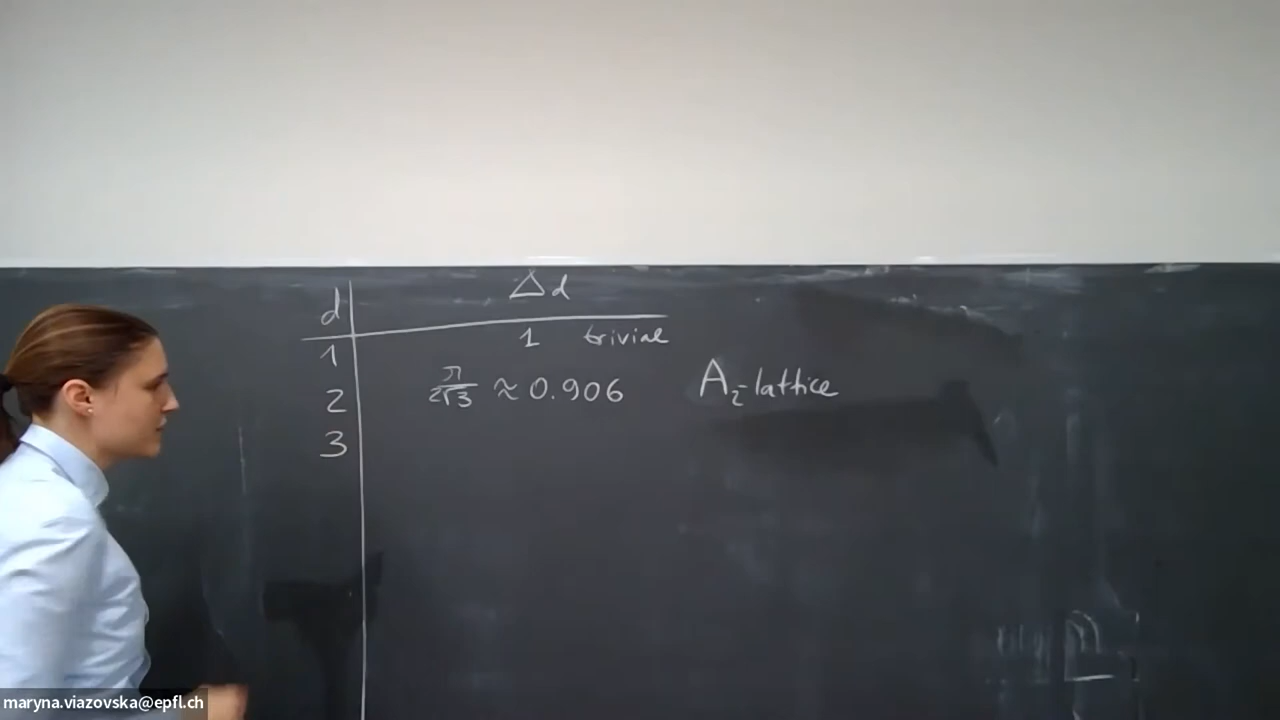 d Δd
1 1 trivial
2 π/2√3 ≈ 0.906 A₂-lattice
3
maryna.viazovska@epfl.ch